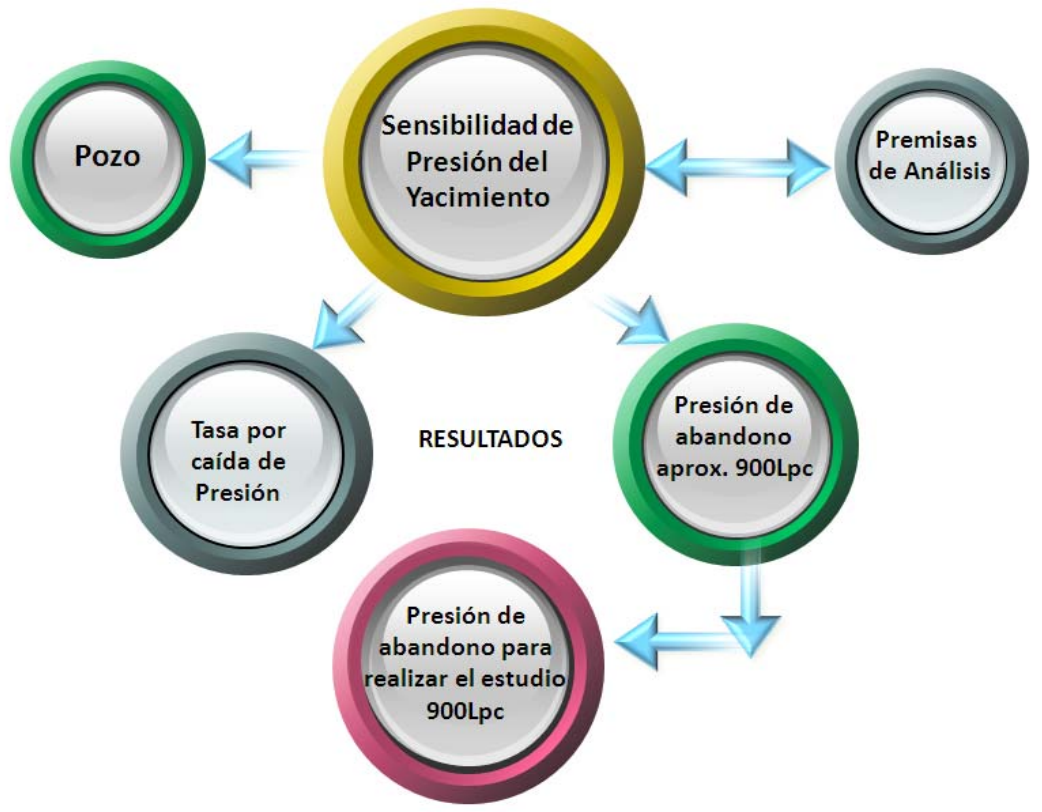 Pozo
Sensibilidad de
Presión del
Yacimiento
Premisas
de Análisis
Tasa por
caída de
Presión
RESULTADOS
Presión de
abandono
aprox. 900Lpc
Presión de
abandono para
realizar el estudio
900Lpc